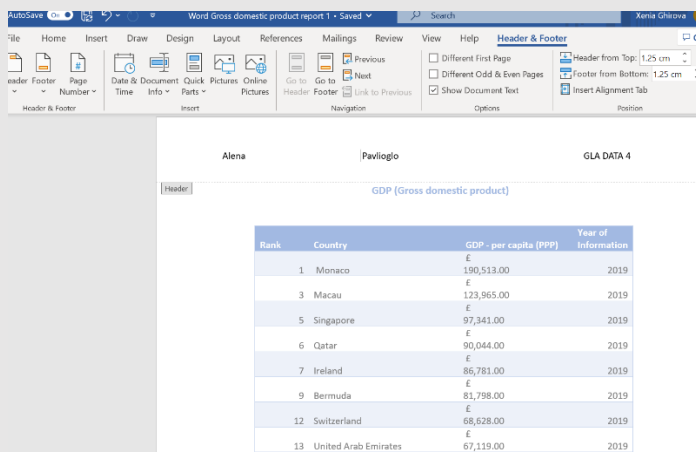 AutoSave On Word Gross domestic product report 1 • Saved Search Xenia Ghirova
File Home Insert Draw Design Layout References Mailings Review View Help Header & Footer
eader Footer Page Number
Date & Time Document Info Quick Parts Pictures Online Pictures
Go to Header Go to Footer Previous
Next
Link to Previous
Different First Page
Different Odd & Even Pages
Show Document Text
Header from Top: 1.25 cm
Footer from Bottom: 1.25 cm
Insert Alignment Tab
Header & Footer Insert Navigation Options Position
Alena Pavlioglo GLA DATA 4
Header
GDP (Gross domestic product)
Rank Country GDP - per capita (PPP) Year of Information
1 Monaco £ 190,513.00 2019
3 Macau £ 123,965.00 2019
5 Singapore £ 97,341.00 2019
6 Qatar £ 90,044.00 2019
7 Ireland £ 86,781.00 2019
9 Bermuda £ 81,798.00 2019
12 Switzerland £ 68,628.00 2019
13 United Arab Emirates £ 67,119.00 2019